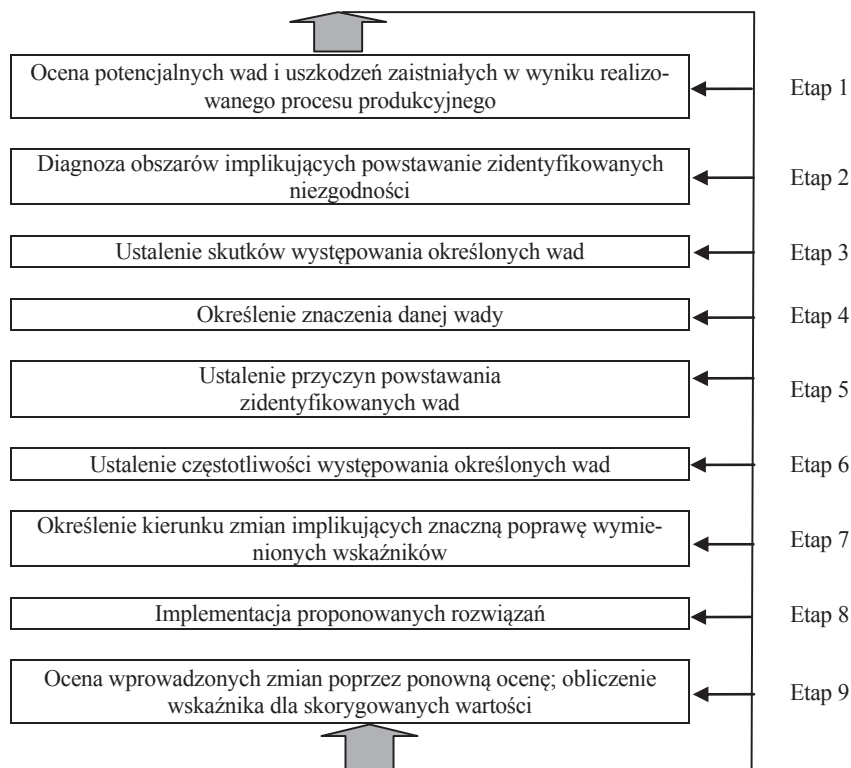 Ocena potencjalnych wad i uszkodzeń zaistniałych w wyniku realizo-
wanego procesu produkcyjnego
Etap 1
Diagnoza obszarów implikujących powstawanie zidentyfikowanych
niezgodności
Etap 2
Ustalenie skutków występowania określonych wad
Etap 3
Określenie znaczenia danej wady
Etap 4
Ustalenie przyczyn powstawania
zidentyfikowanych wad
Etap 5
Ustalenie częstotliwości występowania określonych wad
Etap 6
Określenie kierunku zmian implikujących znaczną poprawę wymie-
nionych wskaźników
Etap 7
Implementacja proponowanych rozwiązań
Etap 8
Ocena wprowadzonych zmian poprzez ponowną ocenę; obliczenie
wskaźnika dla skorygowanych wartości
Etap 9